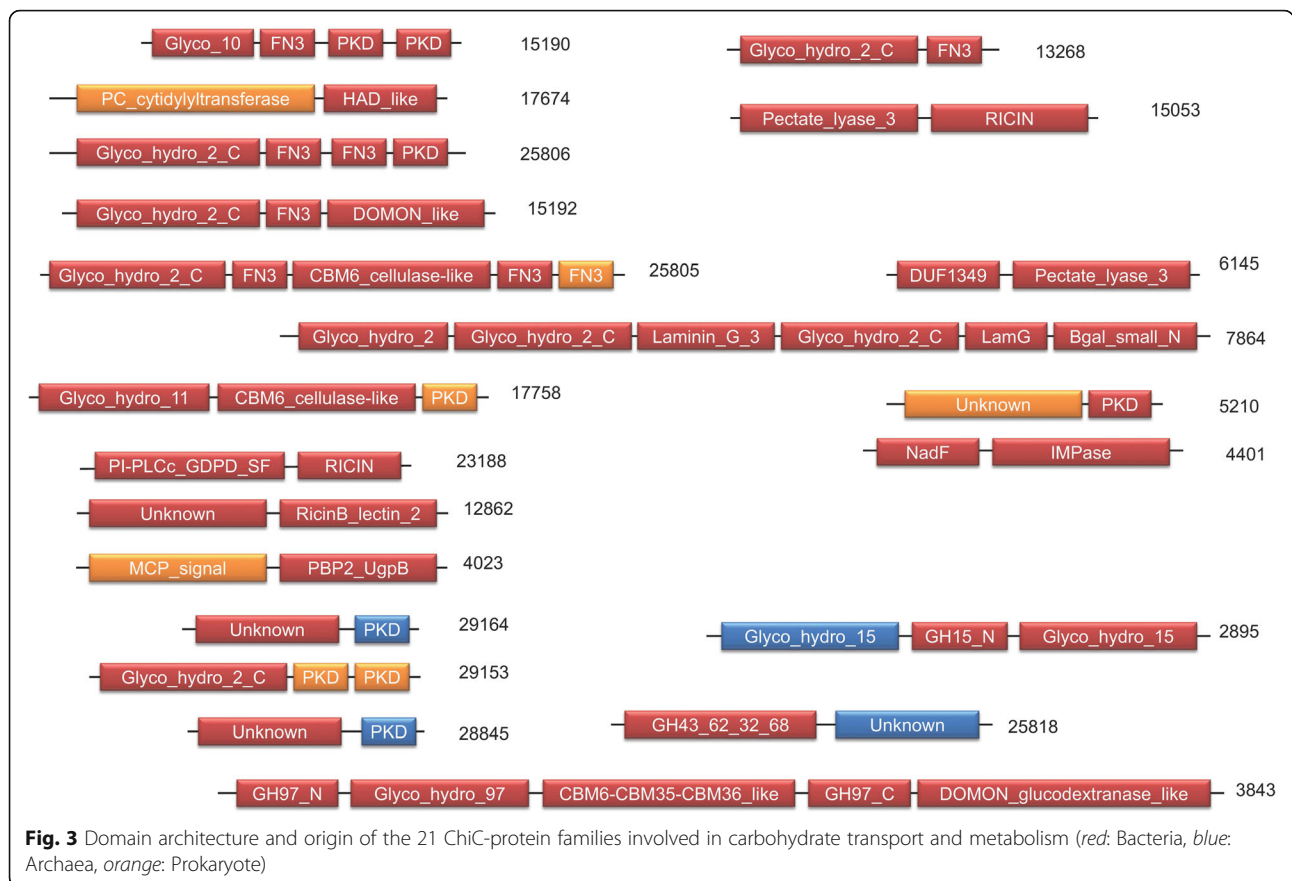 Glyco_10 FN3 PKD PKD 15190
Glyco_hydro_2_C FN3 13268
PC_cytidylyltransferase HAD_like 17674
Pectate_lyase_3 RICIN 15053
Glyco_hydro_2_C FN3 FN3 PKD 25806
Glyco_hydro_2_C FN3 DOMON_like 15192
Glyco_hydro_2_C FN3 CBM6_cellulase-like FN3 FN3 25805
DUF1349 Pectate_lyase_3 6145
Glyco_hydro_2 Glyco_hydro_2_C Laminin_G_3 Glyco_hydro_2_C LamG Bgal_small_N 7864
Glyco_hydro_11 CBM6_cellulase-like PKD 17758
Unknown PKD 5210
NadF IMPase 4401
PI-PLCc_GDPD_SF RICIN 23188
Unknown RicinB_lectin_2 12862
MCP_signal PBP2_UgpB 4023
Unknown PKD 29164
Glyco_hydro_15 GH15_N Glyco_hydro_15 2895
Glyco_hydro_2_C PKD PKD 29153
Unknown PKD 28845
GH43_62_32_68 Unknown 25818
GH97_N Glyco_hydro_97 CBM6-CBM35-CBM36_like GH97_C DOMON_glucodextranase_like 3843
Fig. 3 Domain architecture and origin of the 21 ChiC-protein families involved in carbohydrate transport and metabolism (red: Bacteria, blue:
Archaea, orange: Prokaryote)